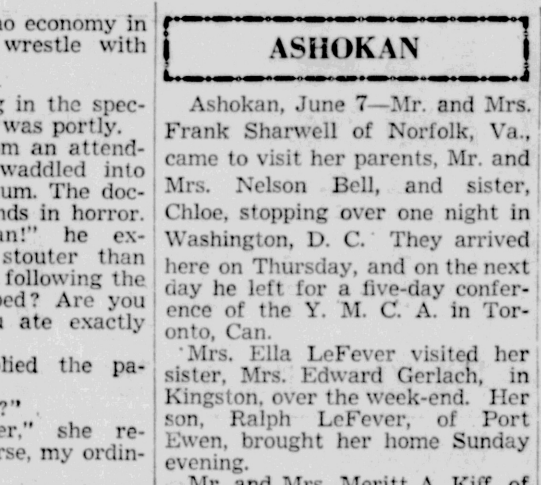 no economy in
wrestle with
in the spec-
was portly.
m an attend-
waddled into
um. The doc-
nds in horror.
an!" he ex-
stouter than
following the
ped? Are you
ate exactly
lied the pa-
?"
er," she re-
rse, my ordin-
ASHOKAN
Ashokan, June 7—Mr. and Mrs.
Frank Sharwell of Norfolk, Va.,
came to visit her parents, Mr. and
Mrs. Nelson Bell, and sister,
Chloe, stopping over one night in
Washington, D. C. They arrived
here on Thursday, and on the next
day he left for a five-day confer-
ence of the Y. M. C. A. in Tor-
onto, Can.
Mrs. Ella LeFever visited her
sister, Mrs. Edward Gerlach, in
Kingston, over the week-end. Her
son, Ralph LeFever, of Port
Ewen, brought her home Sunday
evening.
Mr. and Mrs. Meritt A. Kiff of